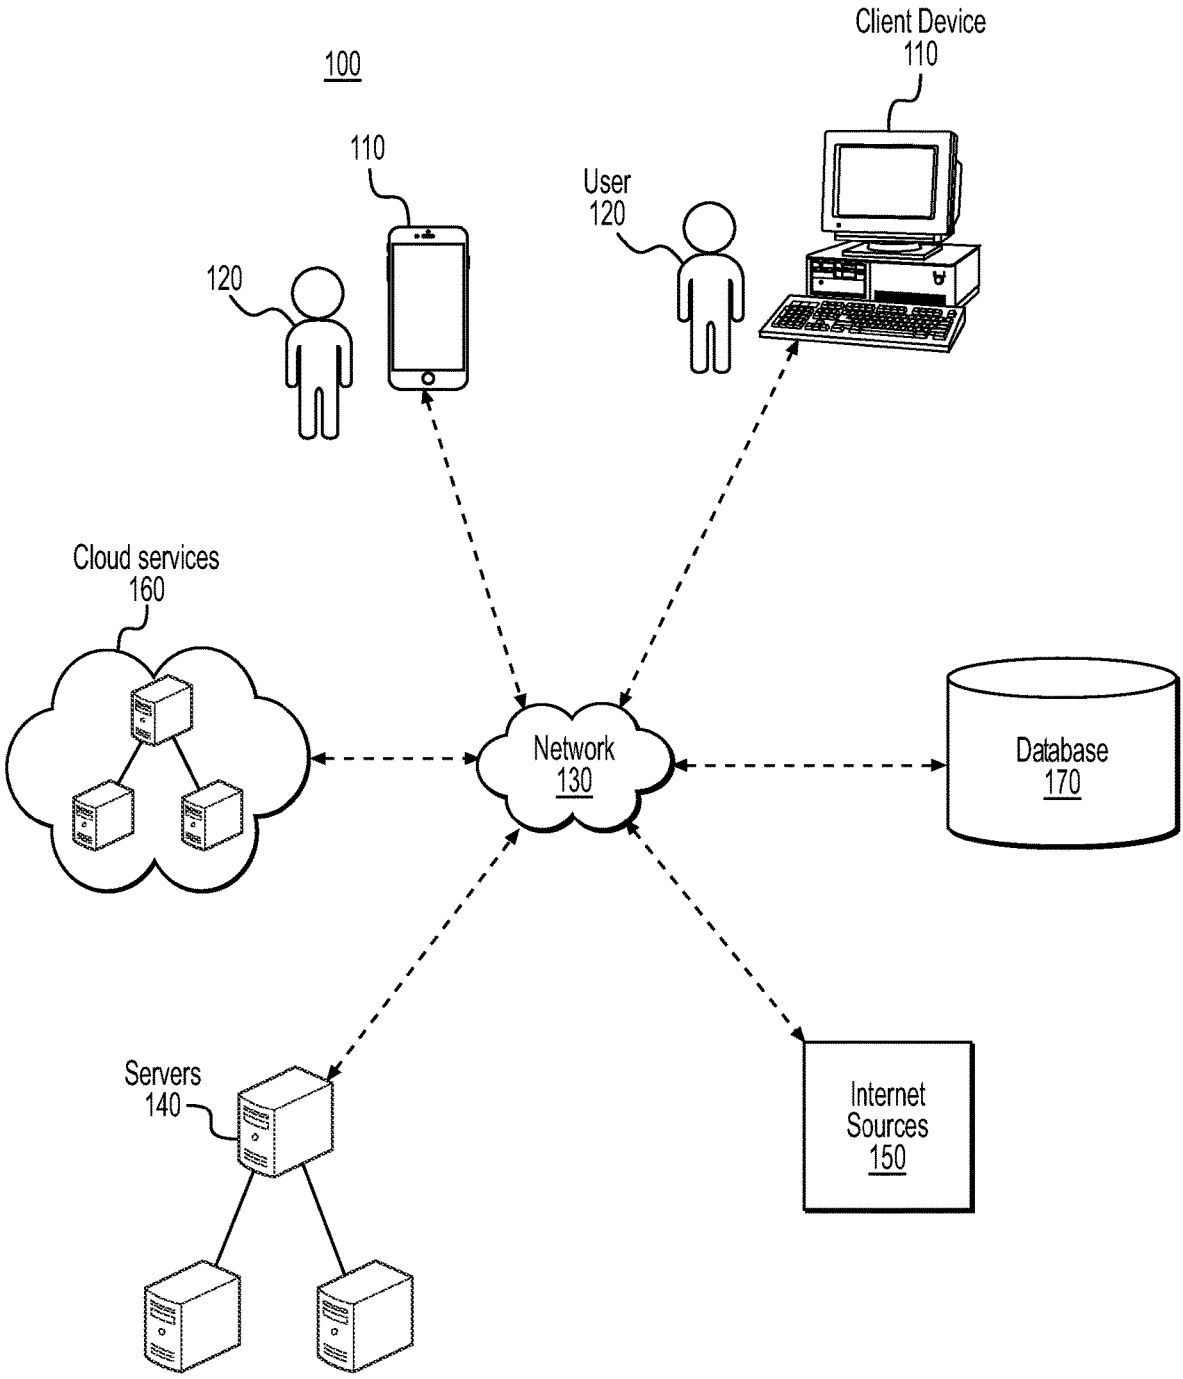 Client Device
110
100
110
User
120
120
Cloud services
160
Network
130
Database
170
Servers
140
Internet
Sources
150